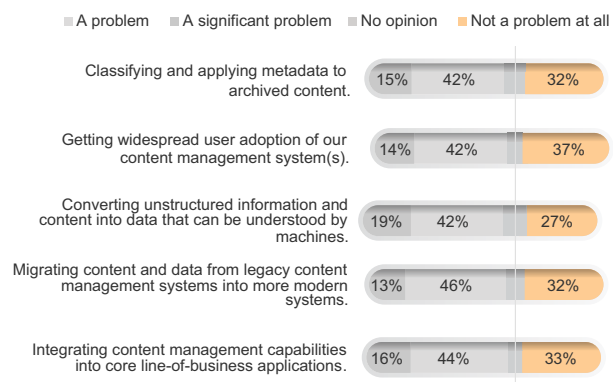 A problem A significant problem No opinion Not a problem at all
Classifying and applying metadata to
archived content.
15% 42% 32%
Getting widespread user adoption of our
content management system(s).
14% 42% 37%
Converting unstructured information and
content into data that can be understood by
machines.
19% 42% 27%
Migrating content and data from legacy content
management systems into more modern
systems.
13% 46% 32%
Integrating content management capabilities
into core line-of-business applications.
16% 44% 33%